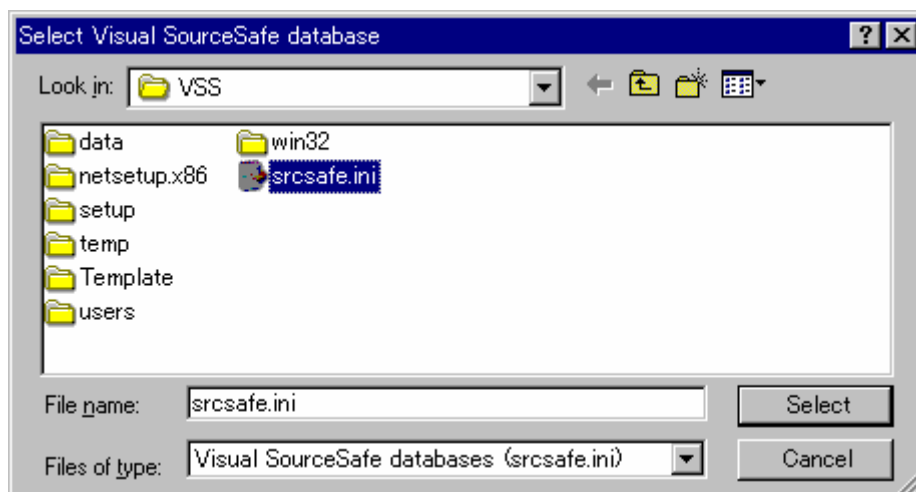 Select Visual SourceSafe database
Look in: VSS
data win32
netsetup.x86 srcsafe.ini
setup
temp
Template
users
File name: srcsafe.ini Select
Files of type: Visual SourceSafe databases (srcsafe.ini) Cancel